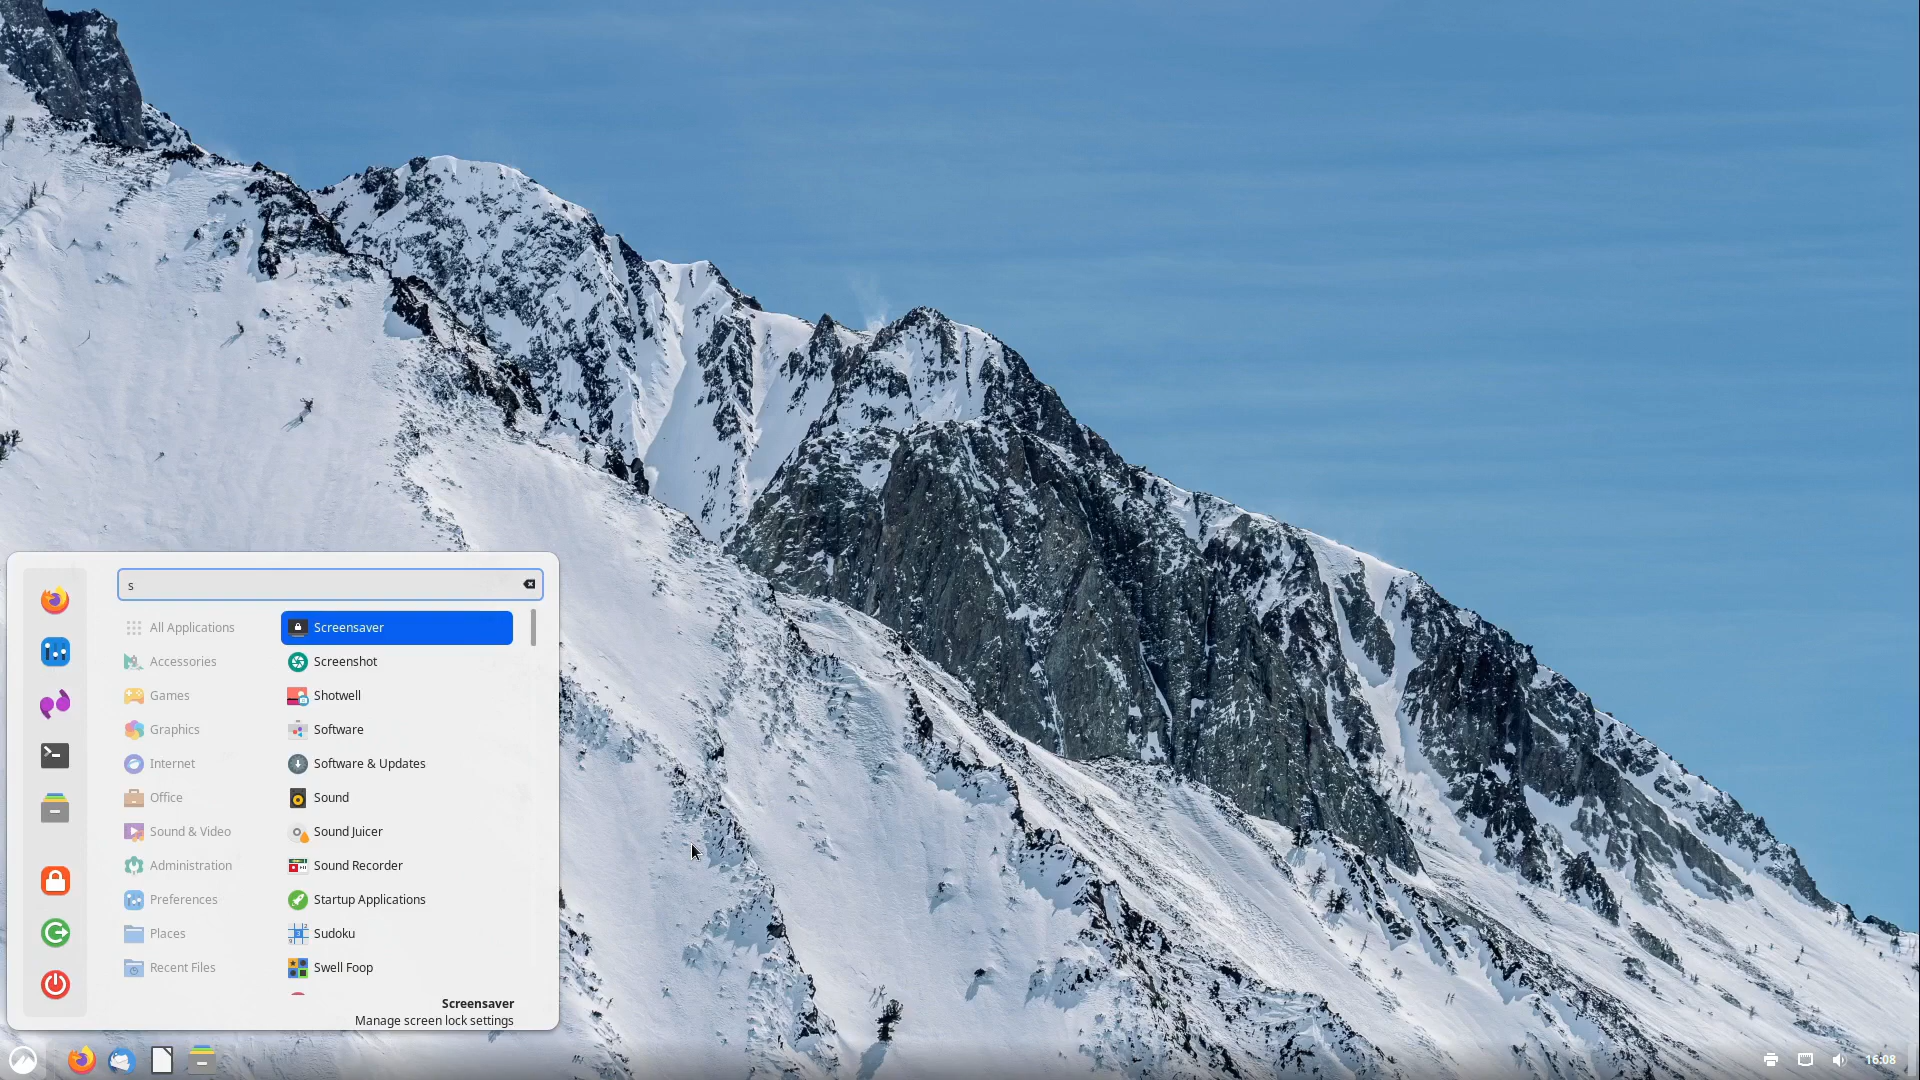 s
All Applications
Accessories
Games
Graphics
Internet
Office
Sound & Video
Administration
Preferences
Places
Recent Files
Screensaver
Screenshot
Shotwell
Software
Software & Updates
Sound
Sound Juicer
Sound Recorder
Startup Applications
Sudoku
Swell Foop
Screensaver
Manage screen lock settings
16:08